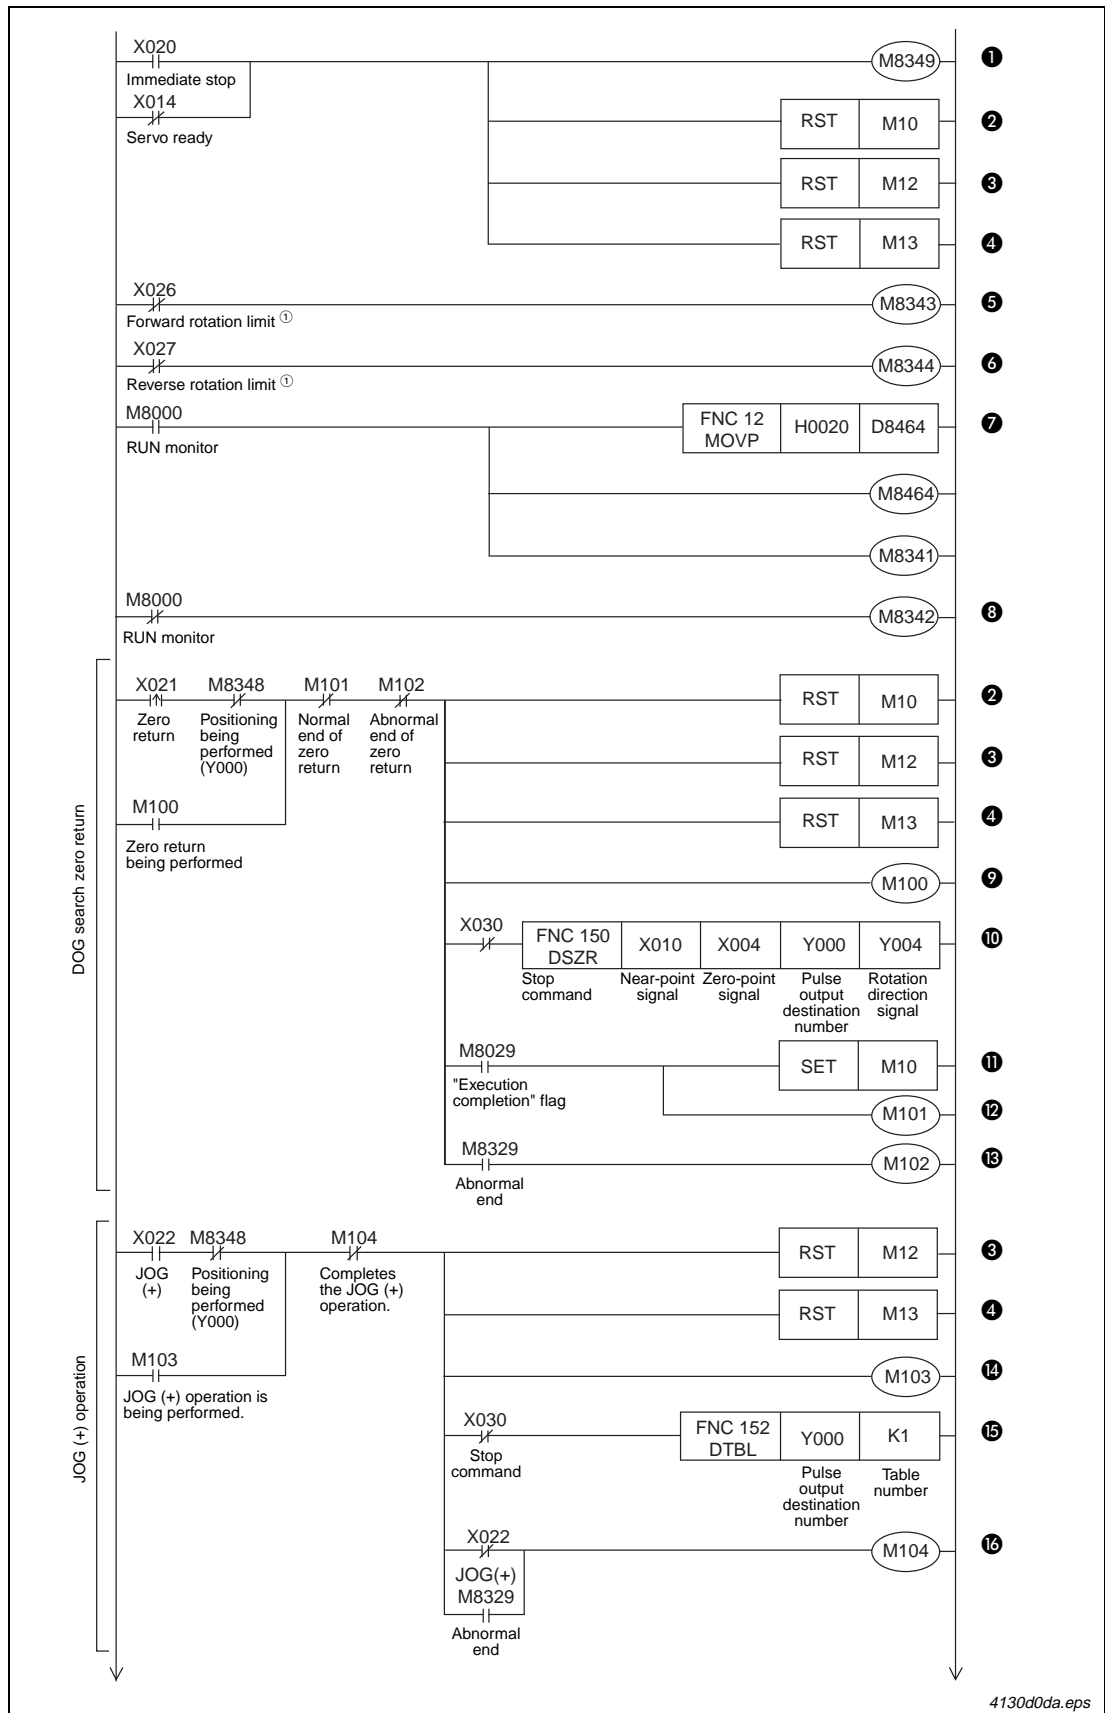 X020
Immediate stop
M8349
❶
X014
Servo ready
RST M10
❷
RST M12
❸
RST M13
❹
X026
Forward rotation limit ①
M8343
❺
X027
Reverse rotation limit ①
M8344
❻
M8000
RUN monitor
FNC 12
MOVP
H0020
D8464
❼
M8464
M8341
M8000
RUN monitor
M8342
❽
DOG search zero return
X021
Zero
return
M8348
Positioning
being
performed
(Y000)
M101
Normal
end of
zero
return
M102
Abnormal
end of
zero
return
RST M10
❷
RST M12
❸
M100
Zero return
being performed
RST M13
❹
M100
❾
X030
FNC 150
DSZR
X010
X004
Y000
Y004
❿
Stop
command
Near-point
signal
Zero-point
signal
Pulse
output
destination
number
Rotation
direction
signal
M8029
"Execution
completion" flag
SET M10
⓫
M101
⓬
M8329
Abnormal
end
M102
⓭
JOG (+) operation
X022
JOG
(+)
M8348
Positioning
being
performed
(Y000)
M104
Completes
the JOG (+)
operation.
RST M12
❸
RST M13
❹
M103
JOG (+) operation is
being performed.
M103
⓮
X030
Stop
command
FNC 152
DTBL
Y000
K1
⓯
Pulse
output
destination
number
Table
number
X022
JOG(+)
M104
⓰
M8329
Abnormal
end
4130d0da.eps